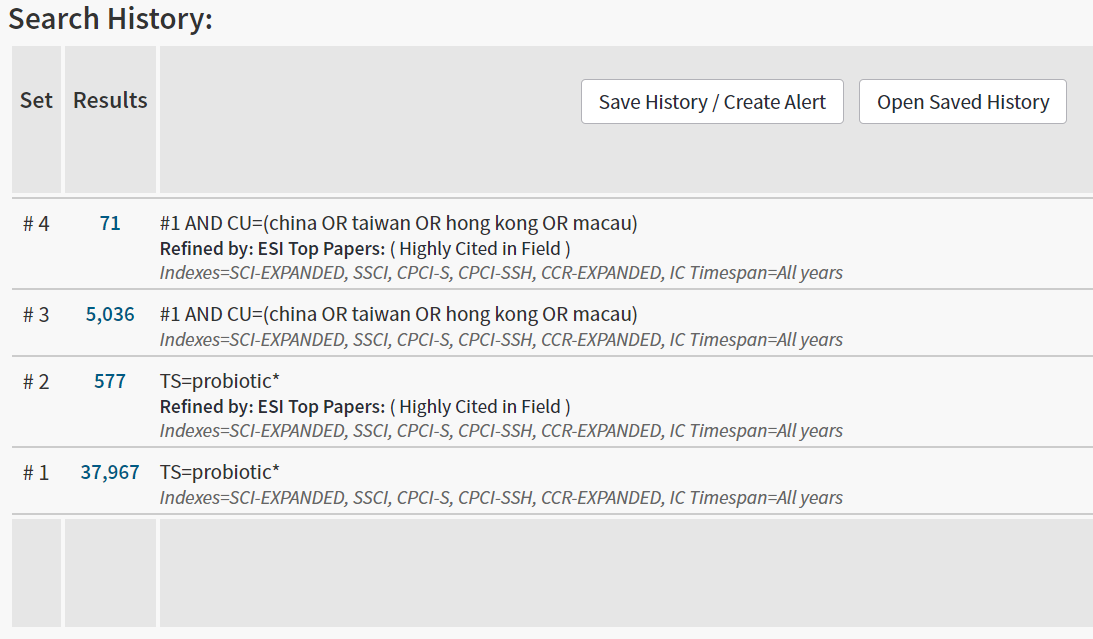 Search History:
Set Results Save History / Create Alert Open Saved History
# 4 71 #1 AND CU=(china OR taiwan OR hong kong OR macau)
Refined by: ESI Top Papers: ( Highly Cited in Field )
Indexes=SCI-EXPANDED, SSCI, CPCI-S, CPCI-SSH, CCR-EXPANDED, IC Timespan=All years
# 3 5,036 #1 AND CU=(china OR taiwan OR hong kong OR macau)
Indexes=SCI-EXPANDED, SSCI, CPCI-S, CPCI-SSH, CCR-EXPANDED, IC Timespan=All years
# 2 577 TS=probiotic*
Refined by: ESI Top Papers: ( Highly Cited in Field )
Indexes=SCI-EXPANDED, SSCI, CPCI-S, CPCI-SSH, CCR-EXPANDED, IC Timespan=All years
# 1 37,967 TS=probiotic*
Indexes=SCI-EXPANDED, SSCI, CPCI-S, CPCI-SSH, CCR-EXPANDED, IC Timespan=All years